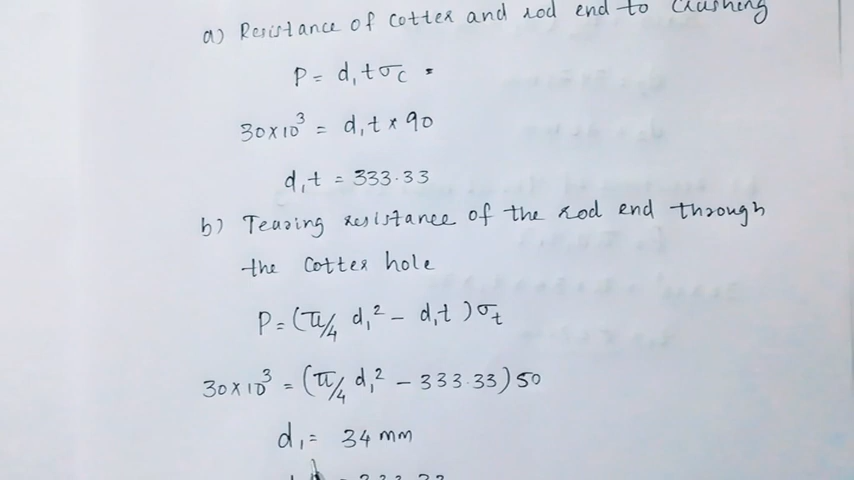 a) Resistance of cotter and rod end to Crushing
P = d₁tσc =
30×10³ = d₁t × 90
d₁t = 333.33
b) Tearing resistance of the rod end through
the cotter hole
P = (π/4 d₁² - d₁t) σt
30×10³ = (π/4 d₁² - 333.33) 50
d₁ = 34 mm